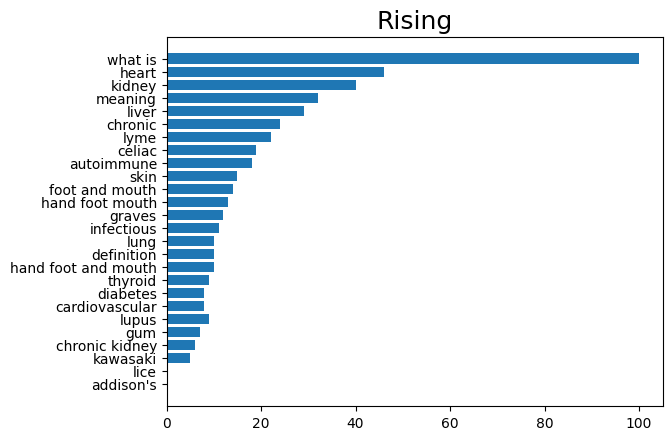 Rising
what is
heart
kidney
meaning
liver
chronic
lyme
celiac
autoimmune
skin
foot and mouth
hand foot mouth
graves
infectious
lung
definition
hand foot and mouth
thyroid
diabetes
cardiovascular
lupus
gum
chronic kidney
kawasaki
lice
addison's
0 20 40 60 80 100